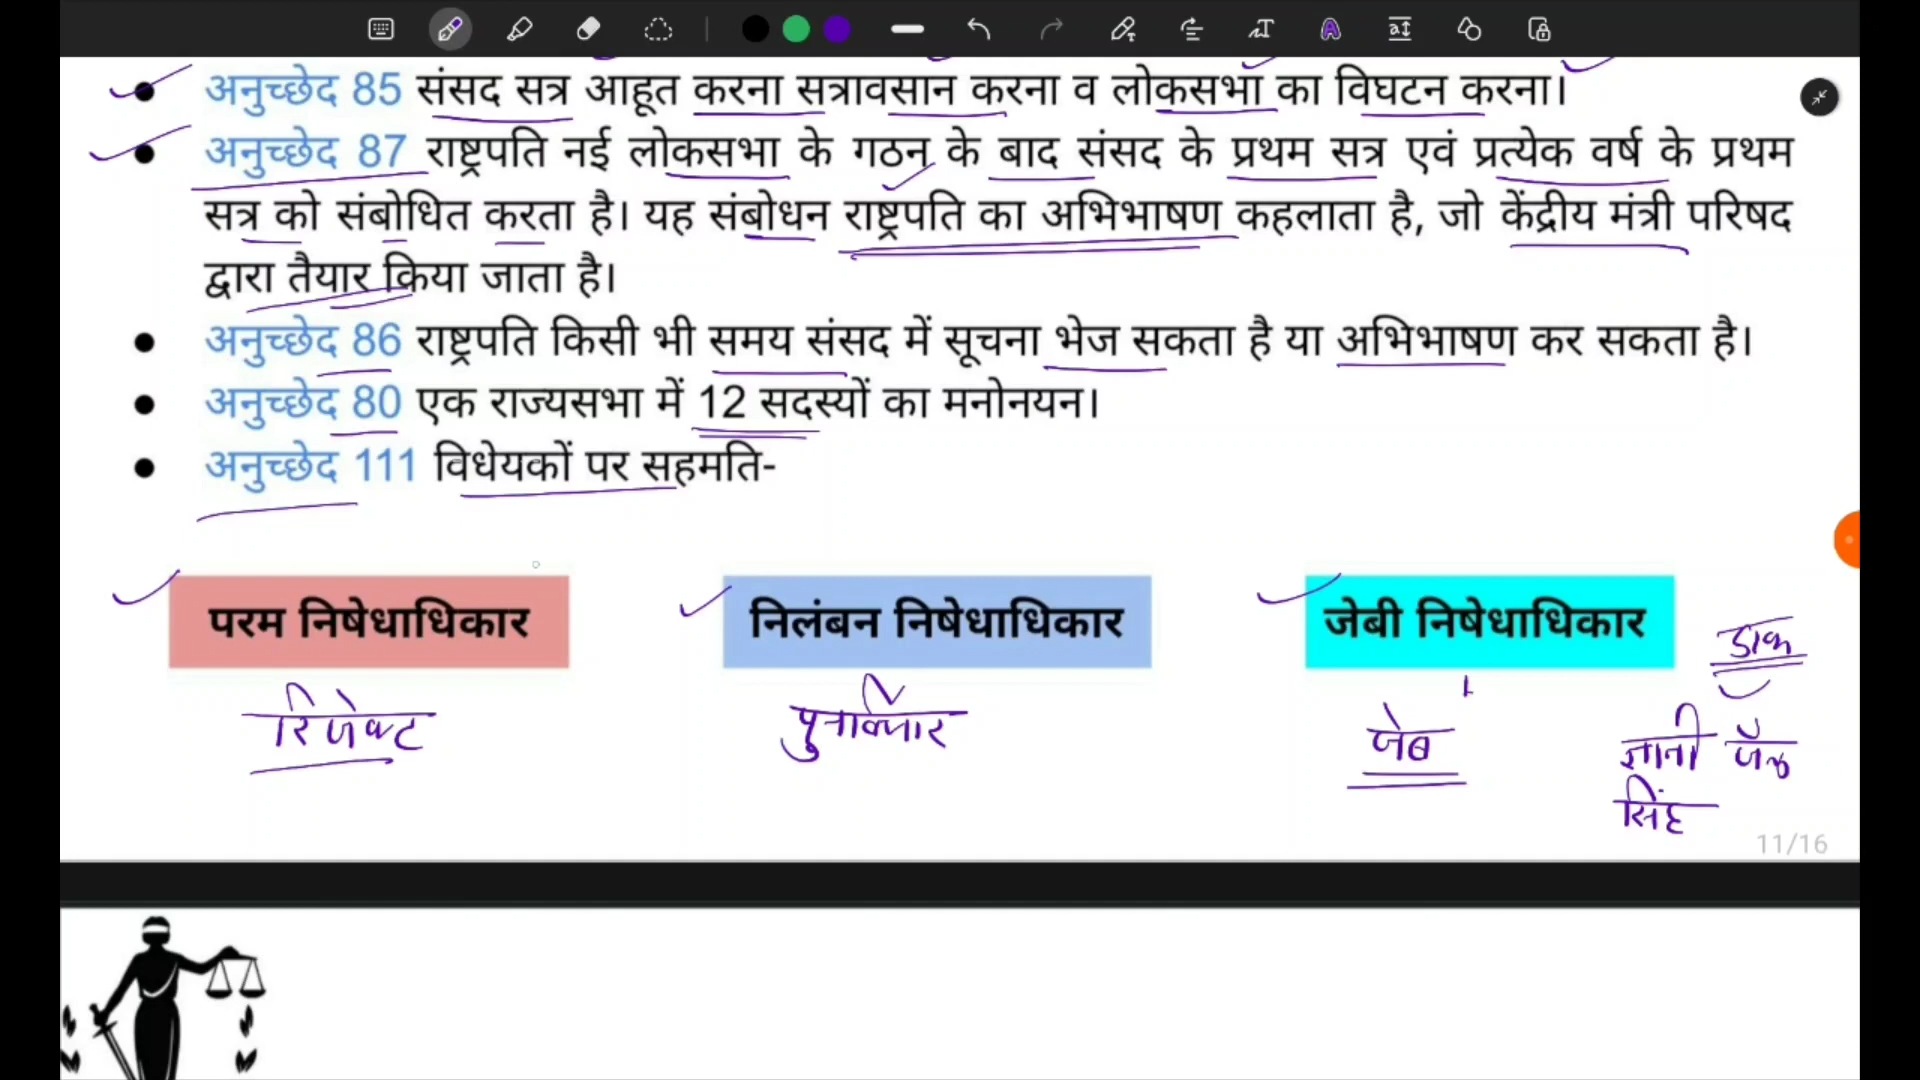 अनुच्छेद 85 संसद सत्र आहूत करना सत्रावसान करना व लोकसभा का विघटन करना।
अनुच्छेद 87 राष्ट्रपति नई लोकसभा के गठन के बाद संसद के प्रथम सत्र एवं प्रत्येक वर्ष के प्रथम
सत्र को संबोधित करता है। यह संबोधन राष्ट्रपति का अभिभाषण कहलाता है, जो केंद्रीय मंत्री परिषद
द्वारा तैयार किया जाता है।
अनुच्छेद 86 राष्ट्रपति किसी भी समय संसद में सूचना भेज सकता है या अभिभाषण कर सकता है।
अनुच्छेद 80 एक राज्यसभा में 12 सदस्यों का मनोनयन।
अनुच्छेद 111 विधेयकों पर सहमति-
परम निषेधाधिकार निलंबन निषेधाधिकार जेबी निषेधाधिकार
डाक
रिजेक्ट जेब ज्ञानी जैल
सिंह
11/16